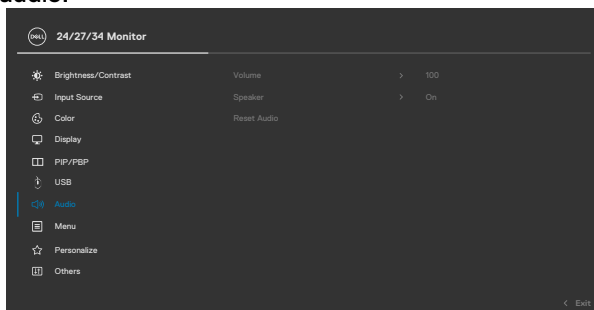 audio.
DELL 24/27/34 Monitor
Brightness/Contrast Volume > 100
Input Source Speaker > On
Color Reset Audio
Display
PIP/PBP
USB
Audio
Menu
Personalize
Others
< Exit